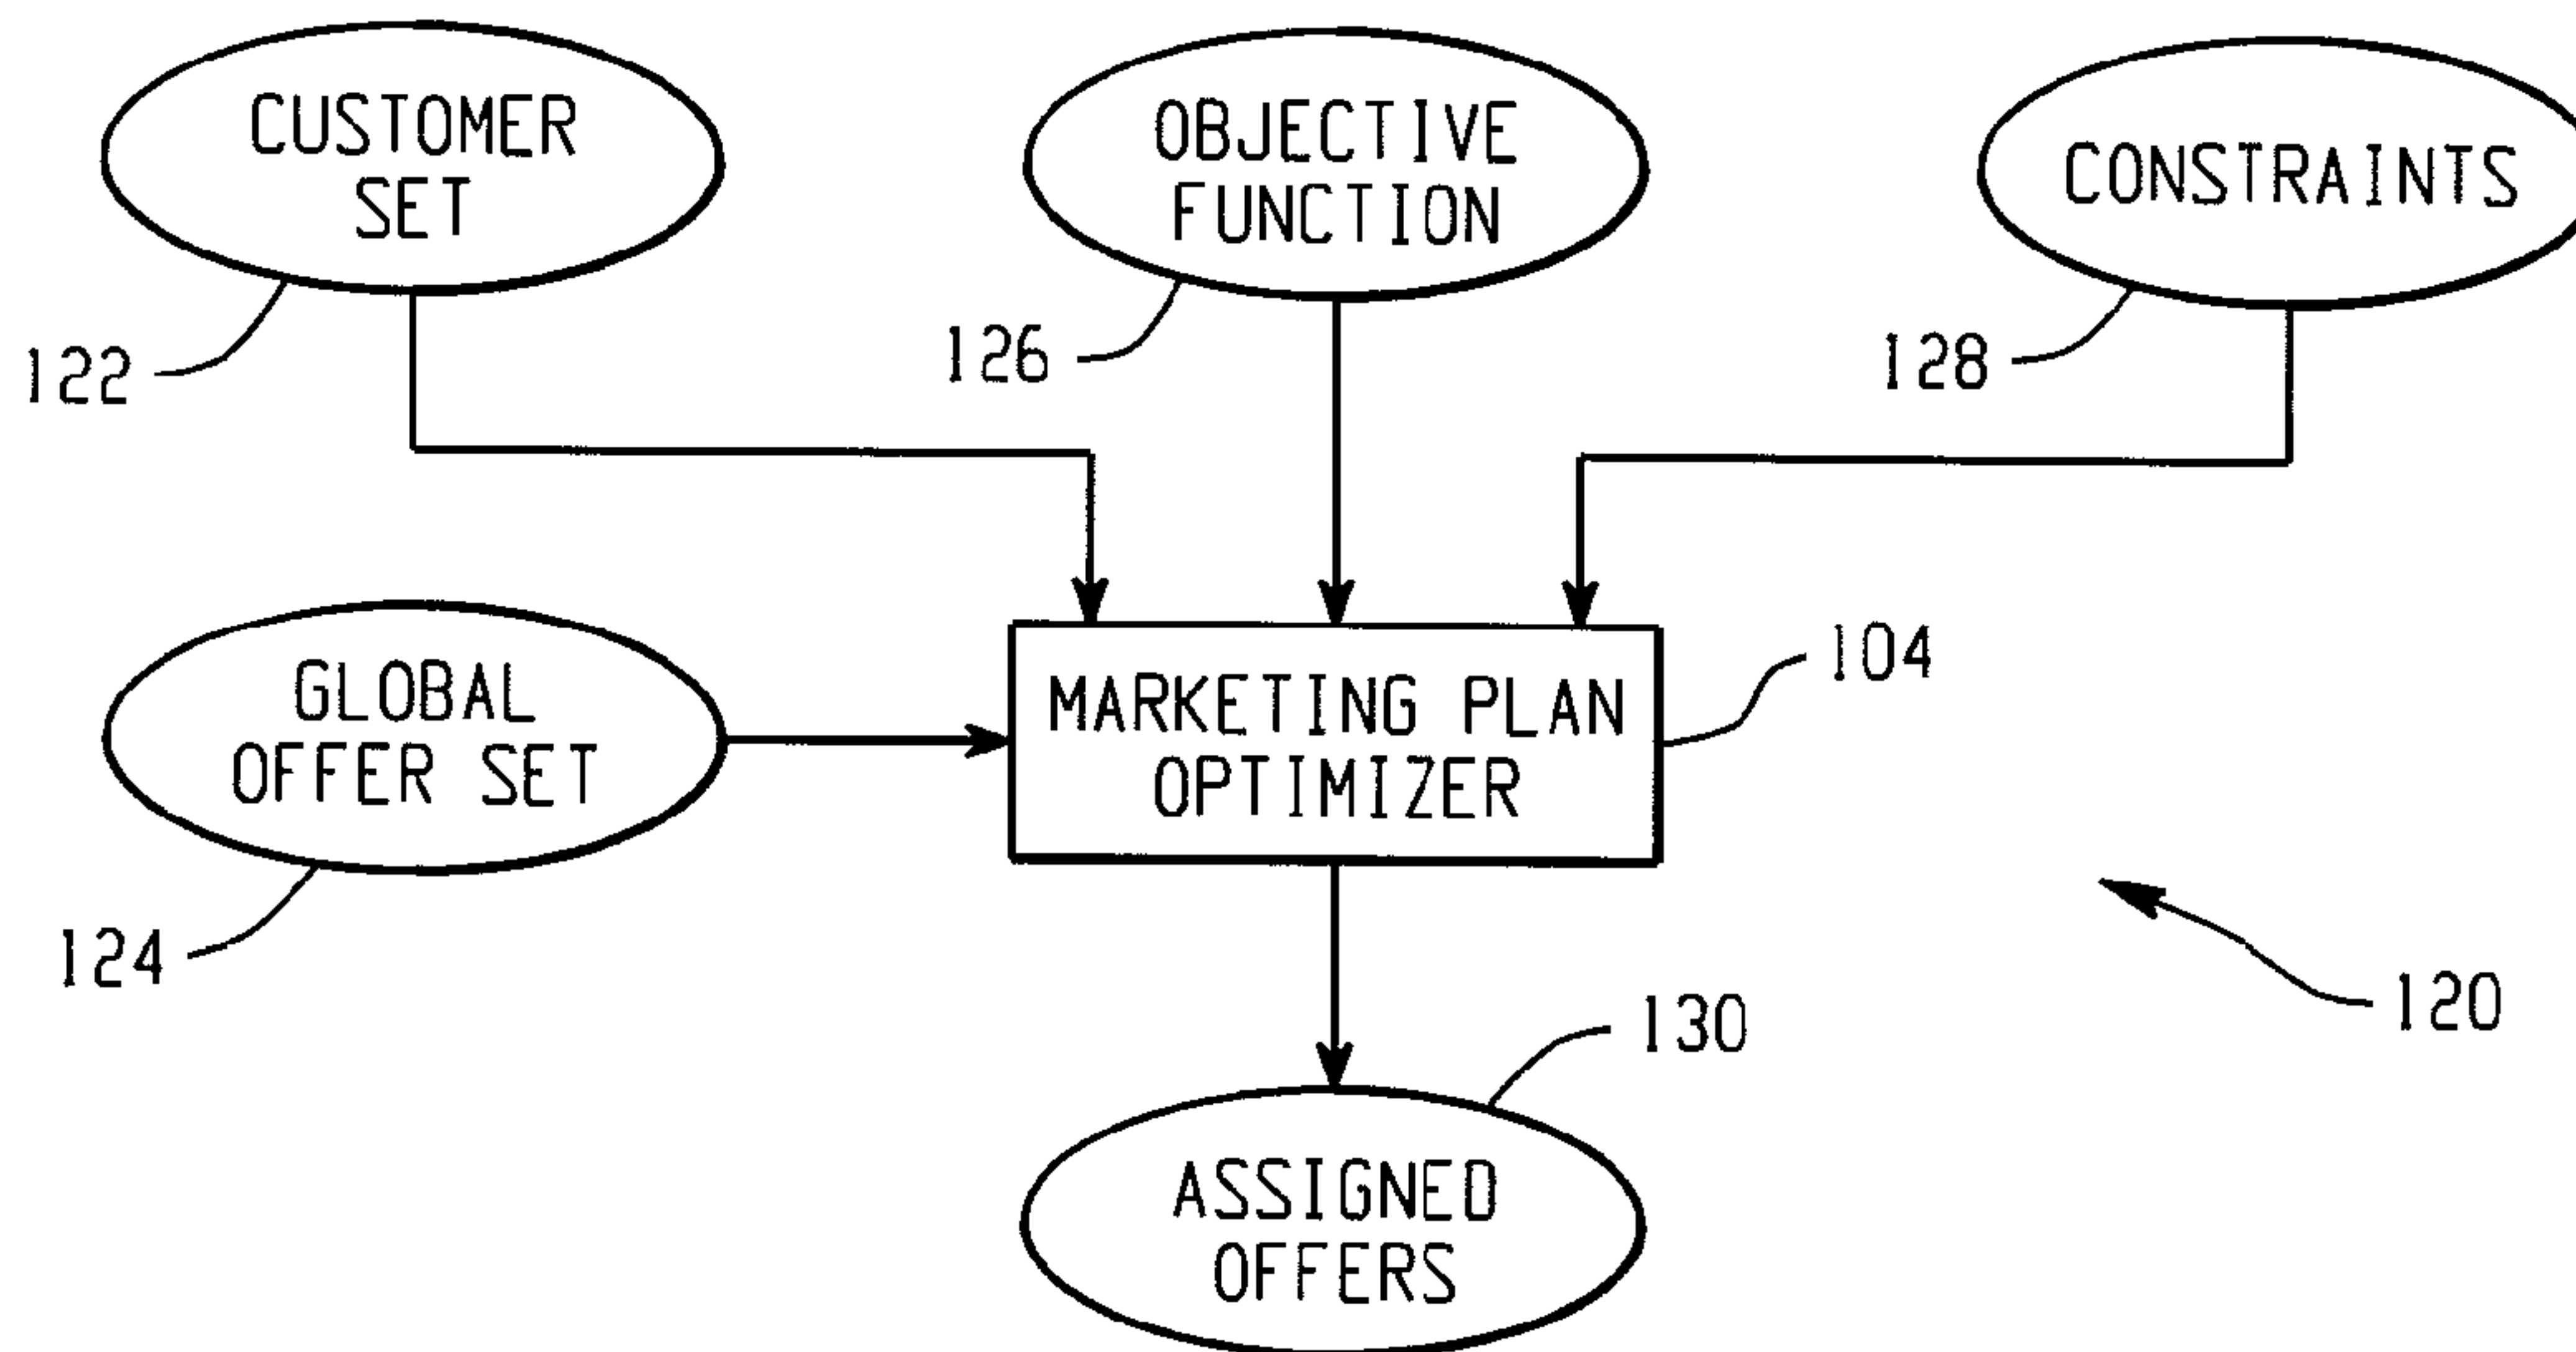 CUSTOMER
SET
OBJECTIVE
FUNCTION
CONSTRAINTS
122
126
128
GLOBAL
OFFER SET
MARKETING PLAN
OPTIMIZER
104
124
130
120
ASSIGNED
OFFERS